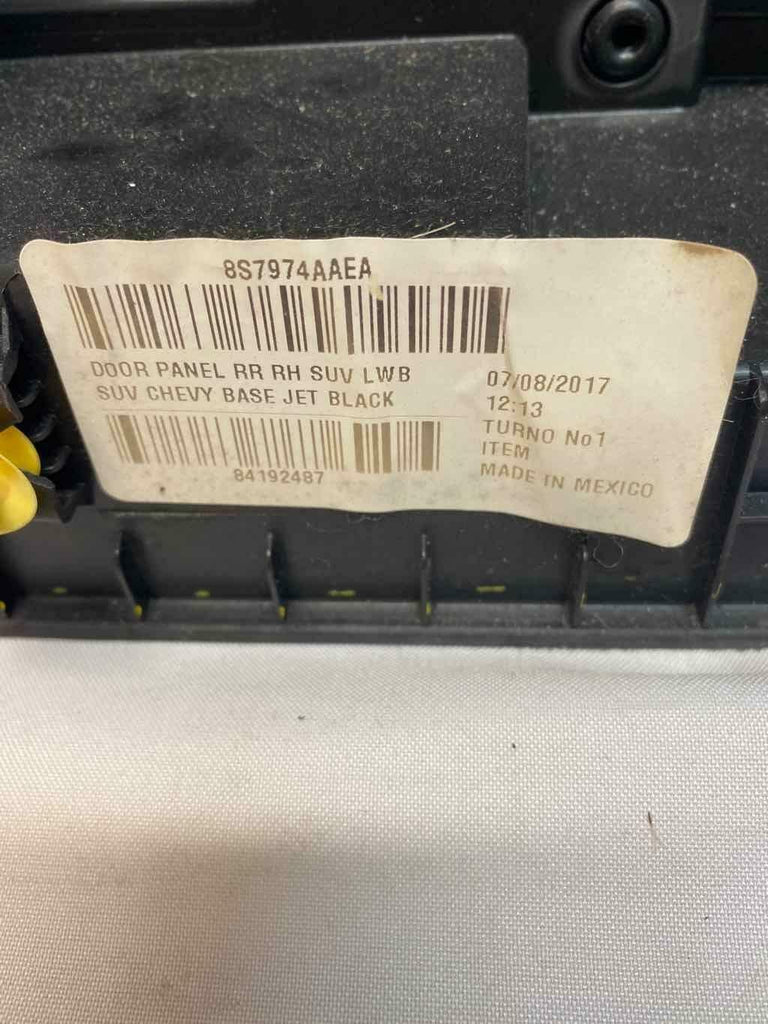 8S7974AAEA
DOOR PANEL RR RH SUV LWB
SUV CHEVY BASE JET BLACK
84192487
07/08/2017
12:13
TURNO No1
ITEM
MADE IN MEXICO